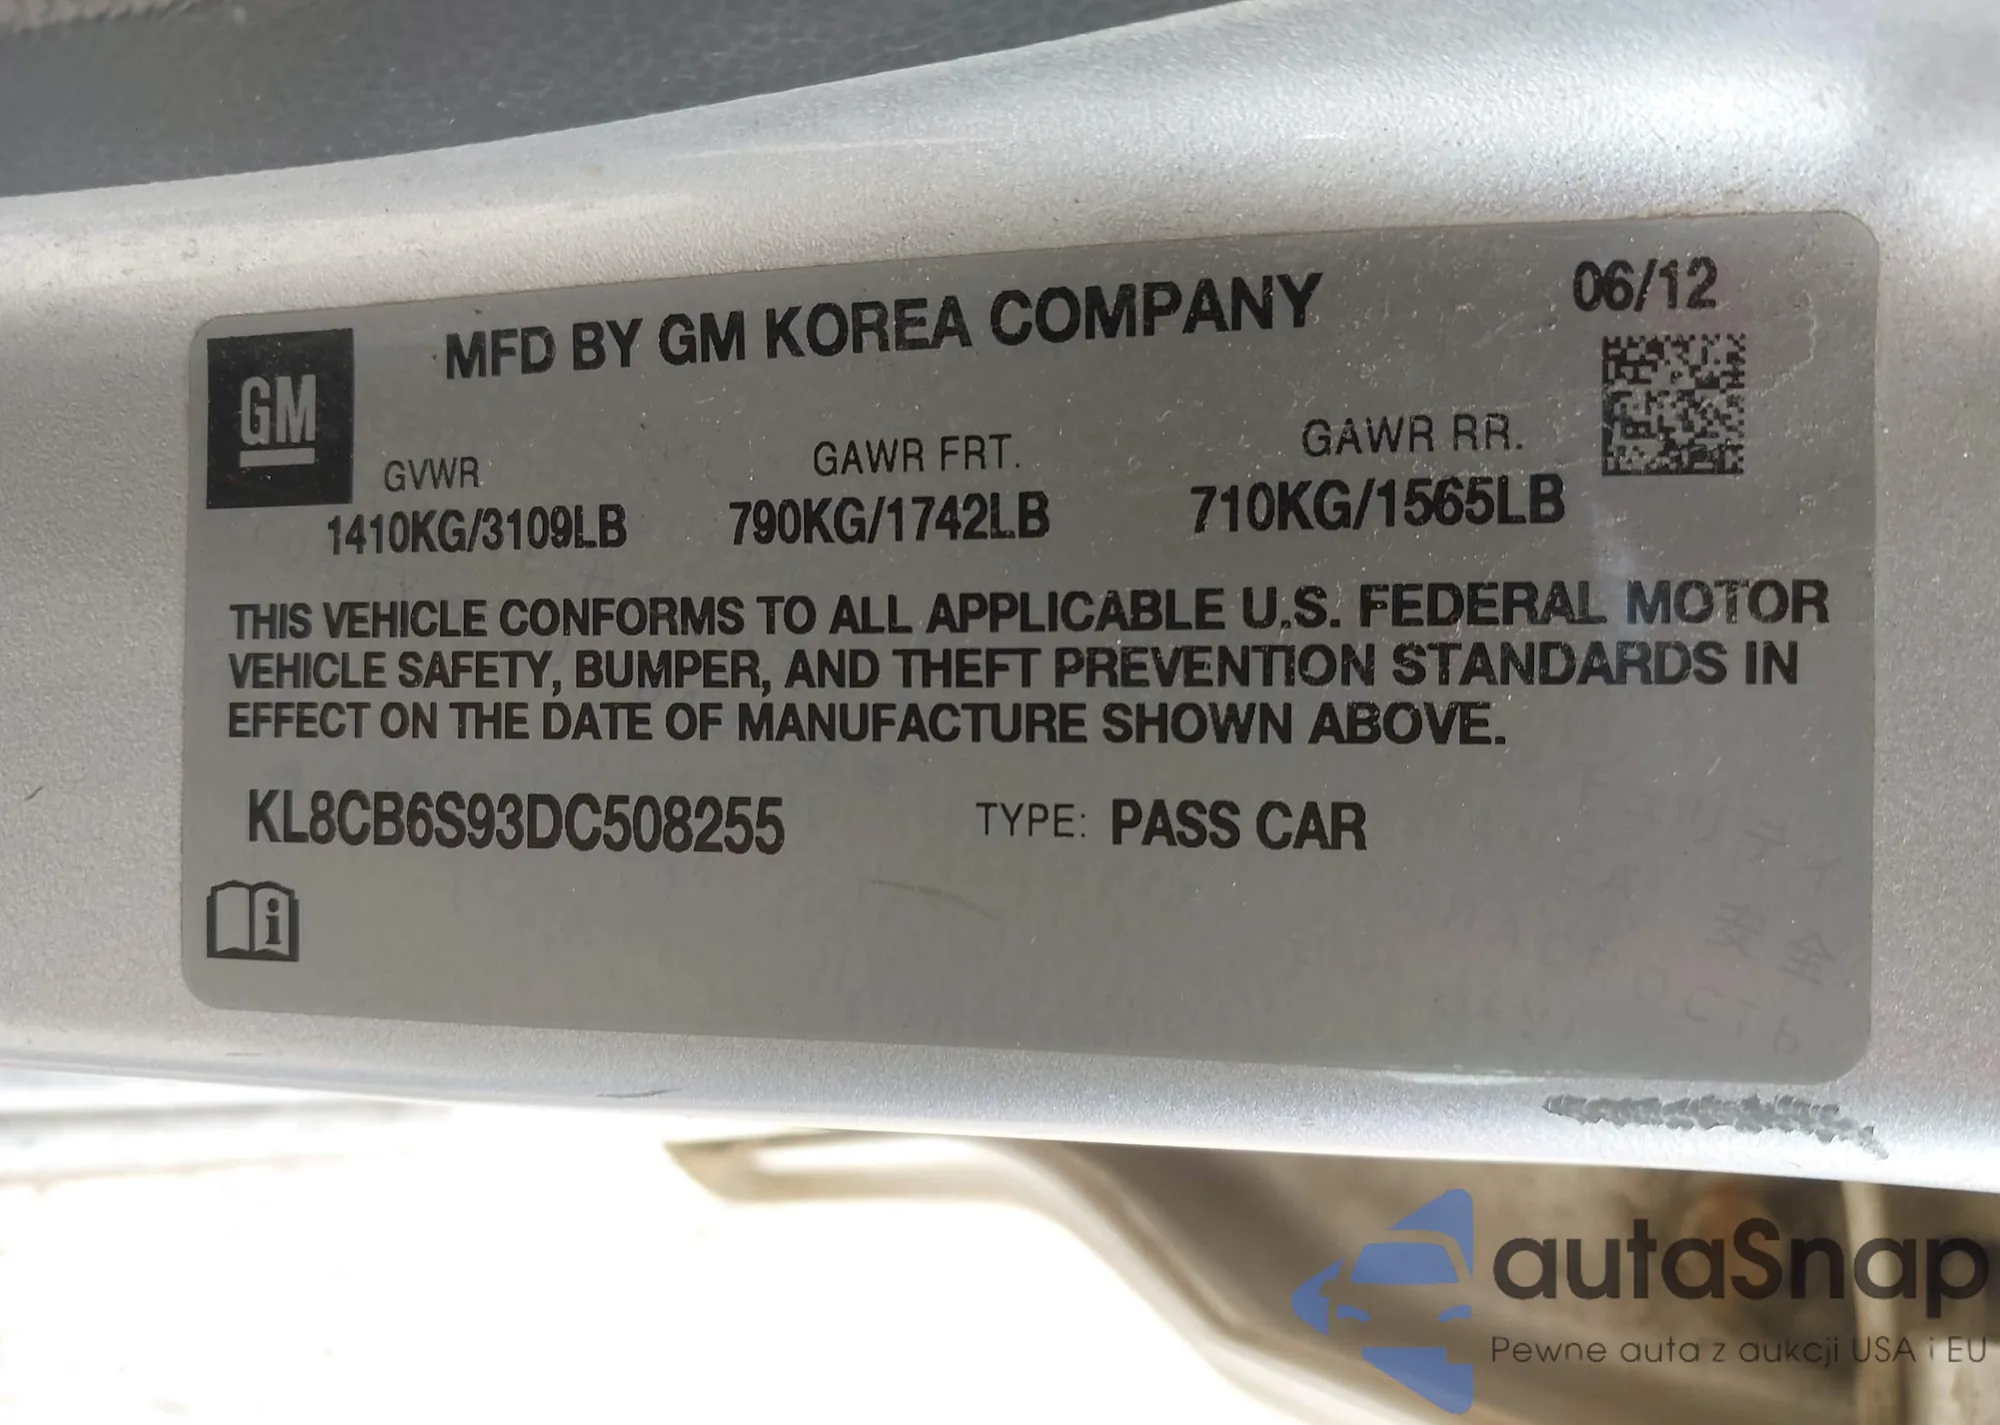 06/12
MFD BY GM KOREA COMPANY
GM
GVWR
GAWR FRT.
GAWR RR.
1410KG/3109LB
790KG/1742LB
710KG/1565LB
THIS VEHICLE CONFORMS TO ALL APPLICABLE U.S. FEDERAL MOTOR
VEHICLE SAFETY, BUMPER, AND THEFT PREVENTION STANDARDS IN
EFFECT ON THE DATE OF MANUFACTURE SHOWN ABOVE.
KL8CB6S93DC508255
TYPE: PASS CAR
i
autaSnap
Pewne auta z aukcji USA i EU